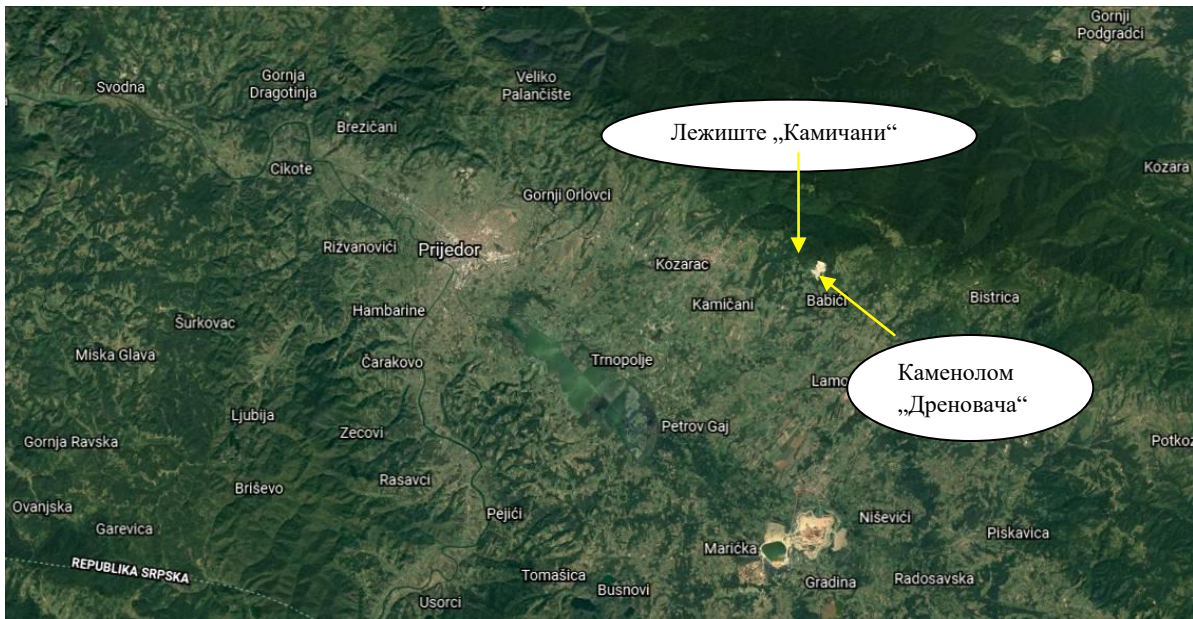 Gornji
Podgradci
Gornja
Dragotinja
Veliko
Palančište
Svodna
Brezičani
Лежиште „Камичани“
Cikote
Kozara
Gornji Orlovci
Rizvanovići
Prijedor
Kozarac
Kamičani
Babići
Bistrica
Hambarine
Šurkovac
Miska Glava
Čarakovo
Trnopolje
Каменолом
„Дреновача“
Lamo
Ljubija
Zecovi
Petrov Gaj
Gornja Ravska
Potkoz
Rasavci
Briševo
Ovanjska
Garevica
Pejići
Niševići
Piskavica
Marička
REPUBLIKA SRPSKA
Tomašica
Busnovi
Gradina
Radosavska
Usorci